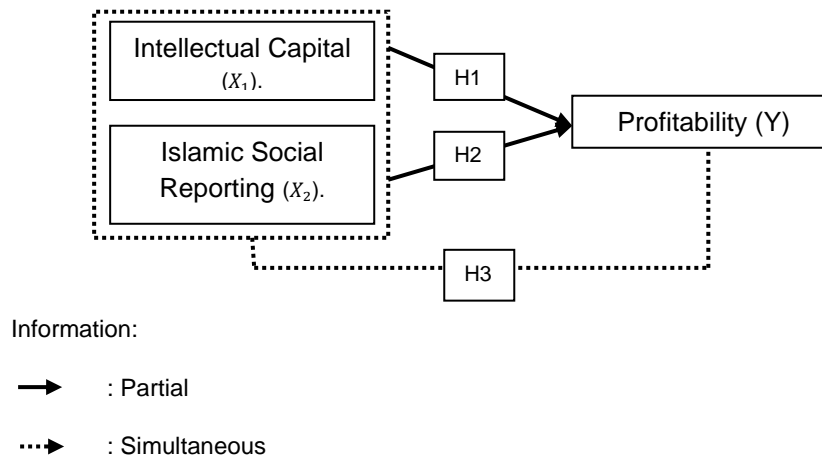 Intellectual Capital
(X₁).
H1
Profitability (Y)
Islamic Social
Reporting (X₂).
H2
H3
Information:
: Partial
: Simultaneous